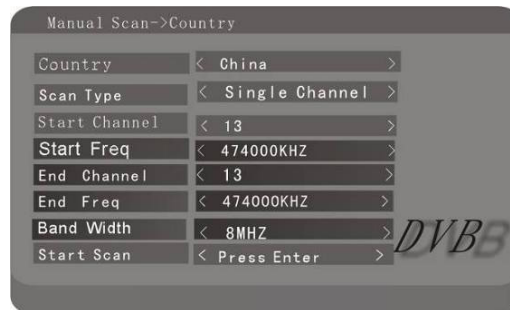 Manual Scan->Country
Country < China >
Scan Type < Single Channel >
Start Channel < 13 >
Start Freq < 474000KHZ >
End Channel < 13 >
End Freq < 474000KHZ >
Band Width < 8MHZ >
Start Scan < Press Enter >
DVB